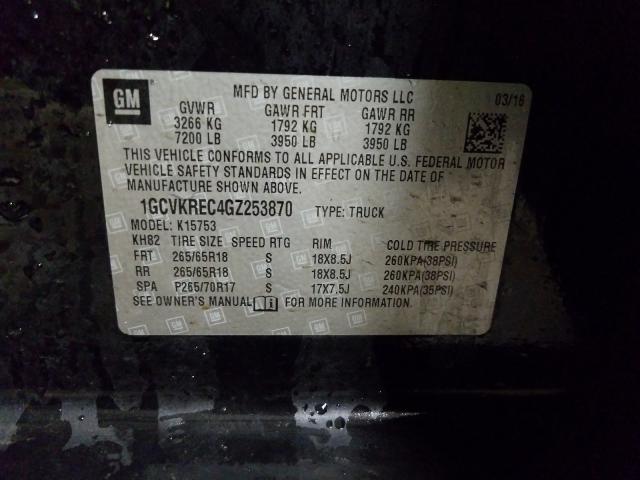 GM
MFD BY GENERAL MOTORS LLC
03/16
GVWR GAWR FRT GAWR RR
3266 KG 1792 KG 1792 KG
7200 LB 3950 LB 3950 LB
THIS VEHICLE CONFORMS TO ALL APPLICABLE U.S. FEDERAL MOTOR
VEHICLE SAFETY STANDARDS IN EFFECT ON THE DATE OF
MANUFACTURE SHOWN ABOVE.
1GCVKREC4GZ253870 TYPE: TRUCK
MODEL: K15753
KH82 TIRE SIZE SPEED RTG RIM COLD TIRE PRESSURE
FRT 265/65R18 S 18X8.5J 260KPA(38PSI)
RR 265/65R18 S 18X8.5J 260KPA(38PSI)
SPA P265/70R17 S 17X7.5J 240KPA(35PSI)
SEE OWNER'S MANUAL FOR MORE INFORMATION.